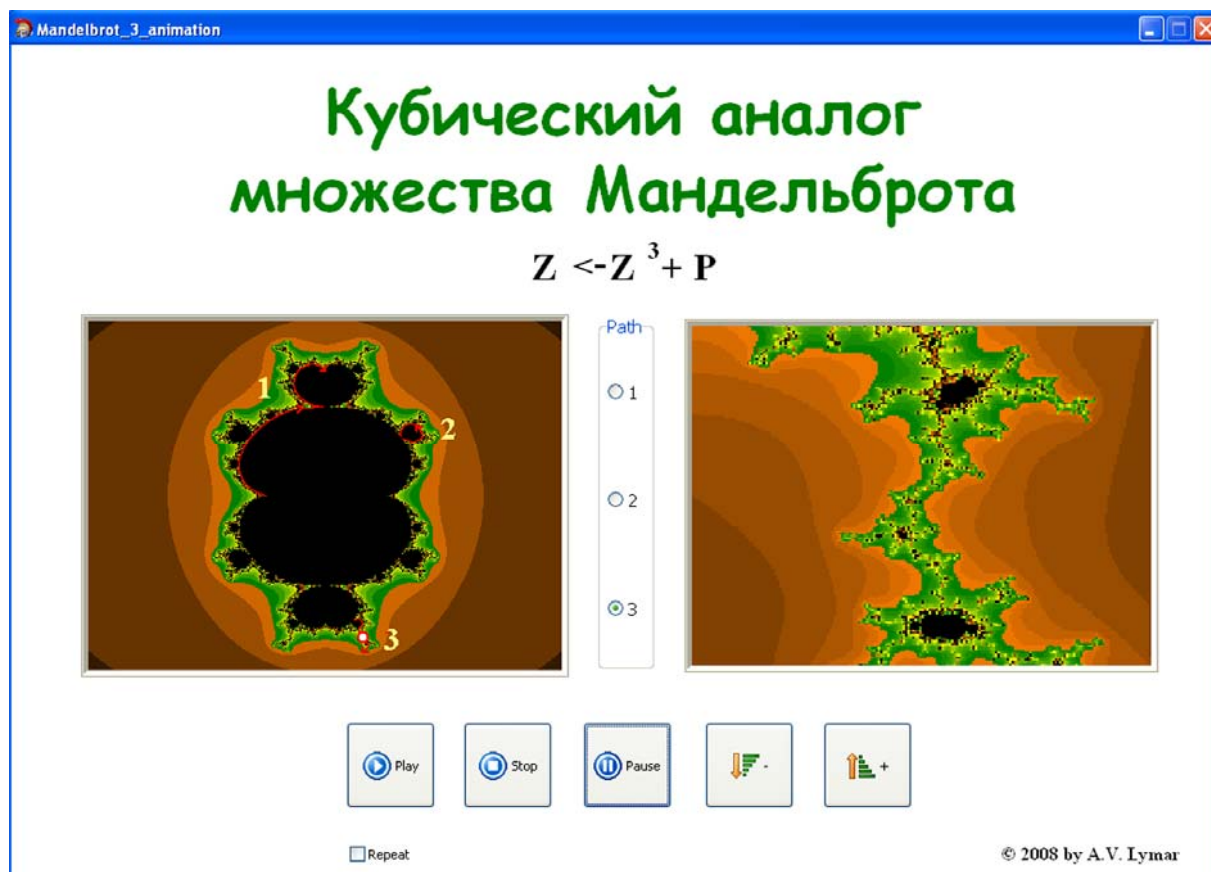 Mandelbrot_3_animation
Кубический аналог
множества Мандельброта
Z <-Z 3+ P
1
2
3
Path
1
2
3
Play
Stop
Pause
-
+
Repeat
© 2008 by A.V. Lymar